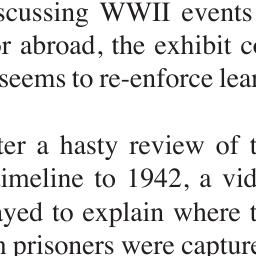 scussing WWII events
or abroad, the exhibit co
seems to re-enforce lear
ter a hasty review of t
timeline to 1942, a vid
ayed to explain where t
n prisoners were capture